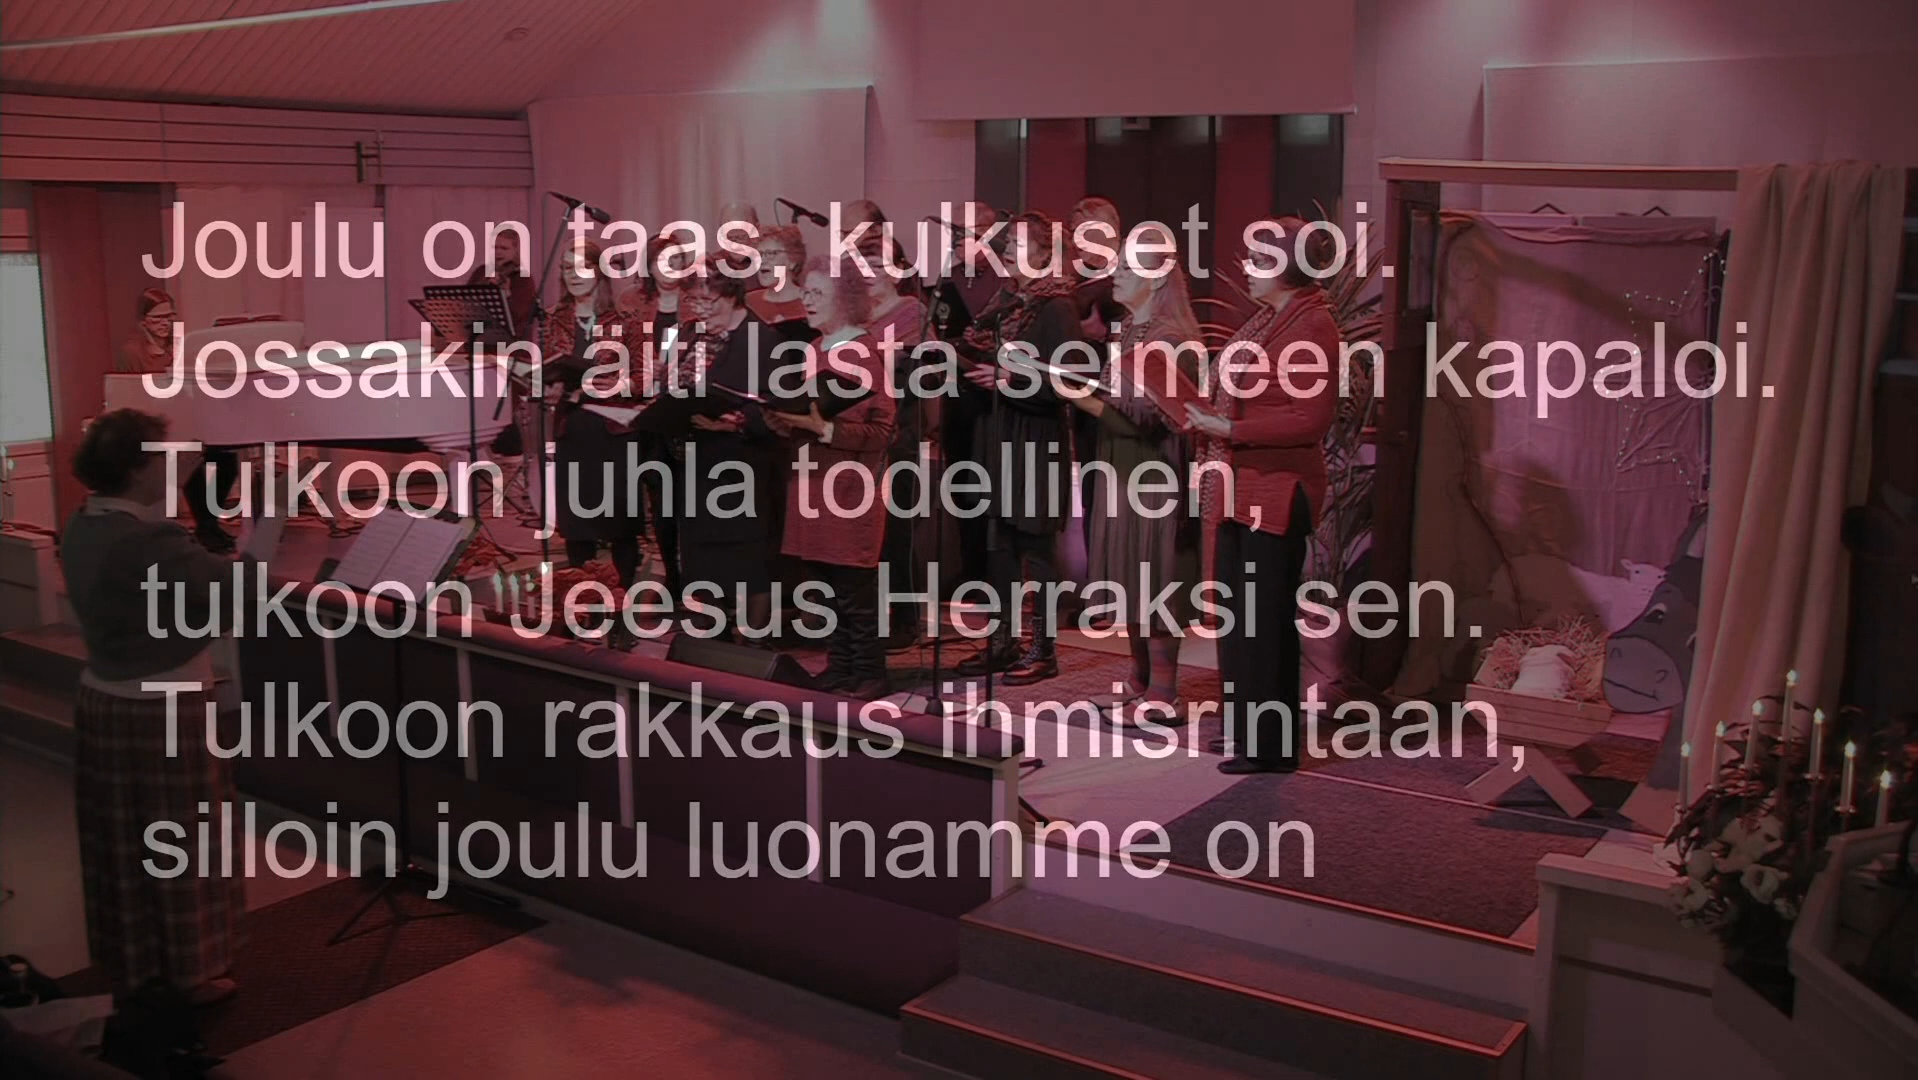 Joulu on taas, kulkuset soi.
Jossakin äiti lasta seimeen kapaloi.
Tulkoon juhla todellinen,
tulkoon Jeesus Herraksi sen.
Tulkoon rakkaus ihmisrintaan,
silloin joulu luonamme on